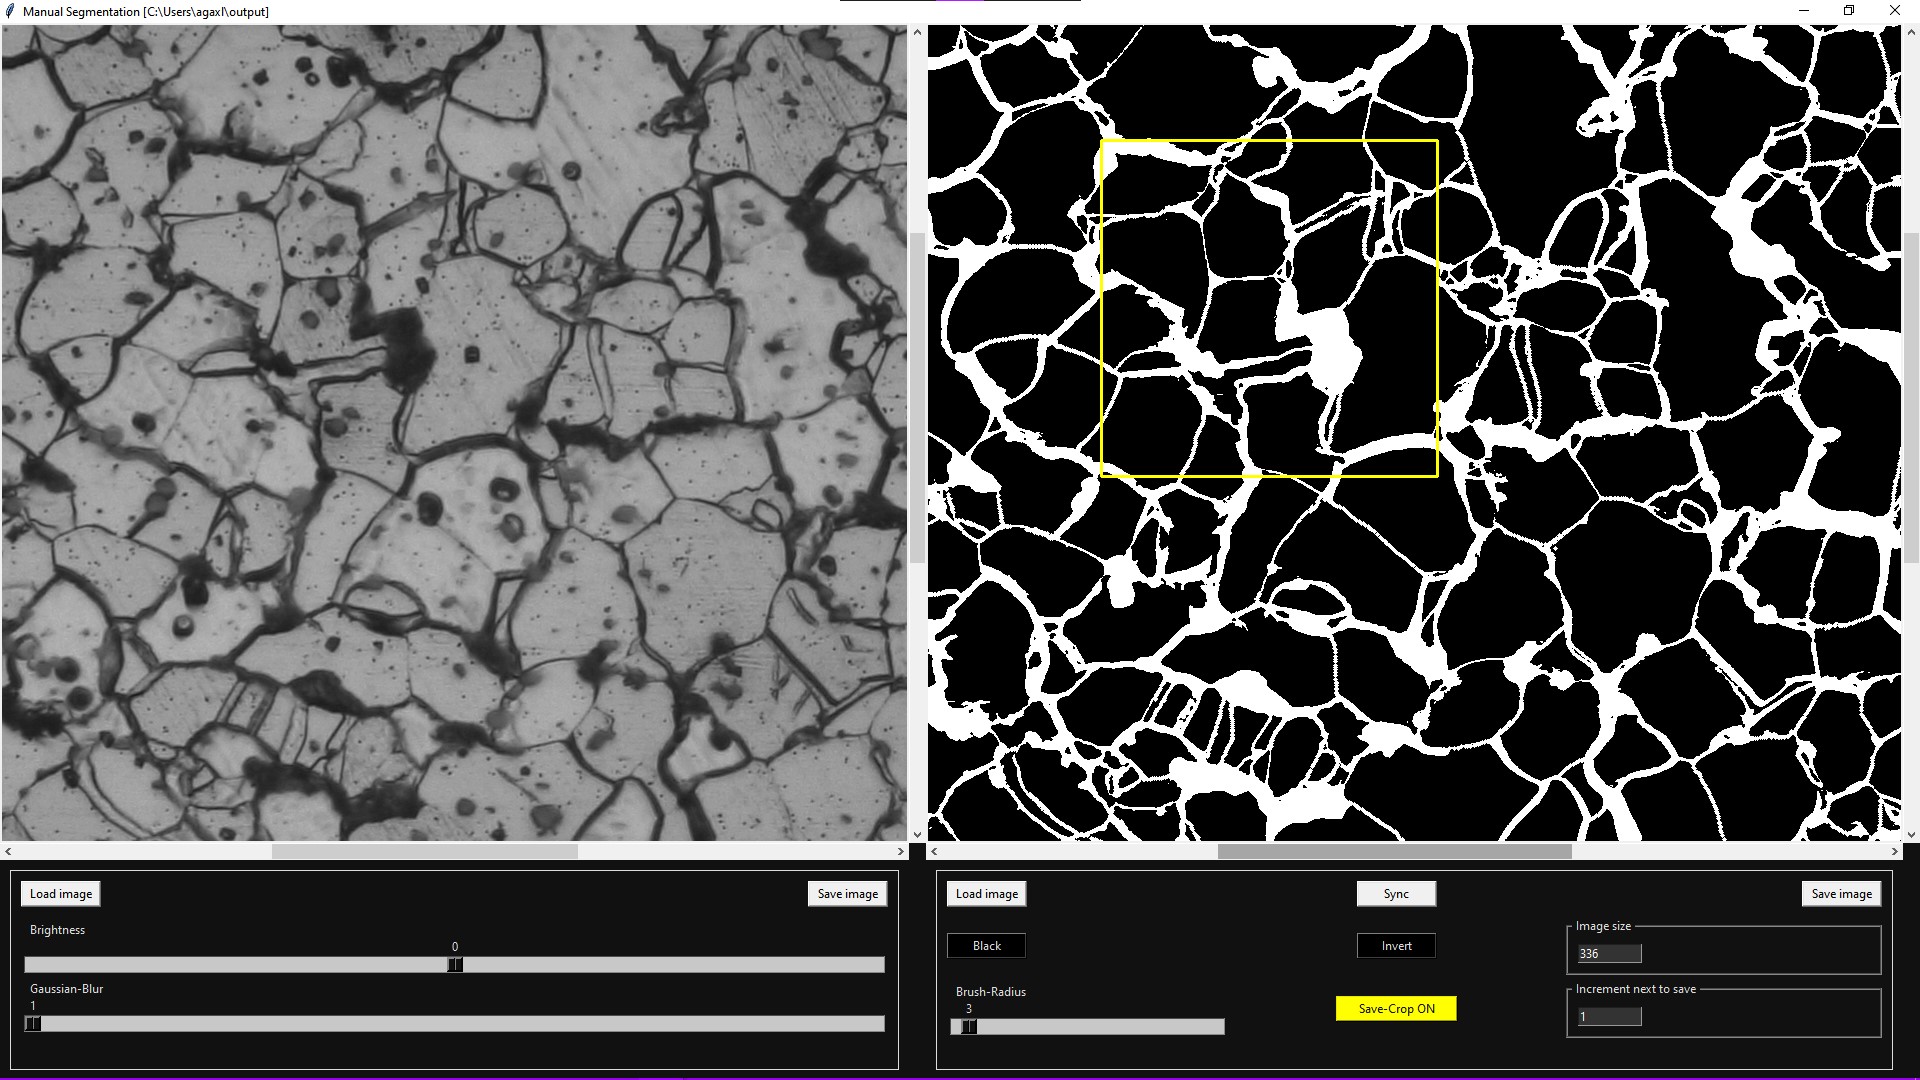 Manual Segmentation [C:\Users\agaxl\output]
Load image
Save image
Brightness
0
Gaussian-Blur
1
Load image
Sync
Save image
Black
Invert
Image size
336
Brush-Radius
3
Save-Crop ON
Increment next to save
1